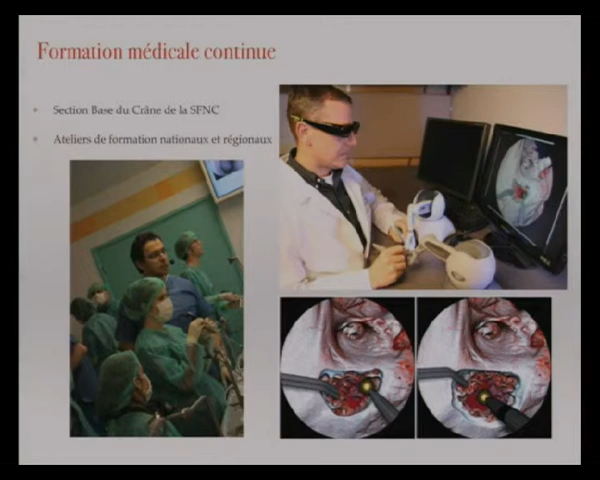 Formation médicale continue
Section Base du Crâne de la SFNC
Ateliers de formation nationaux et régionaux